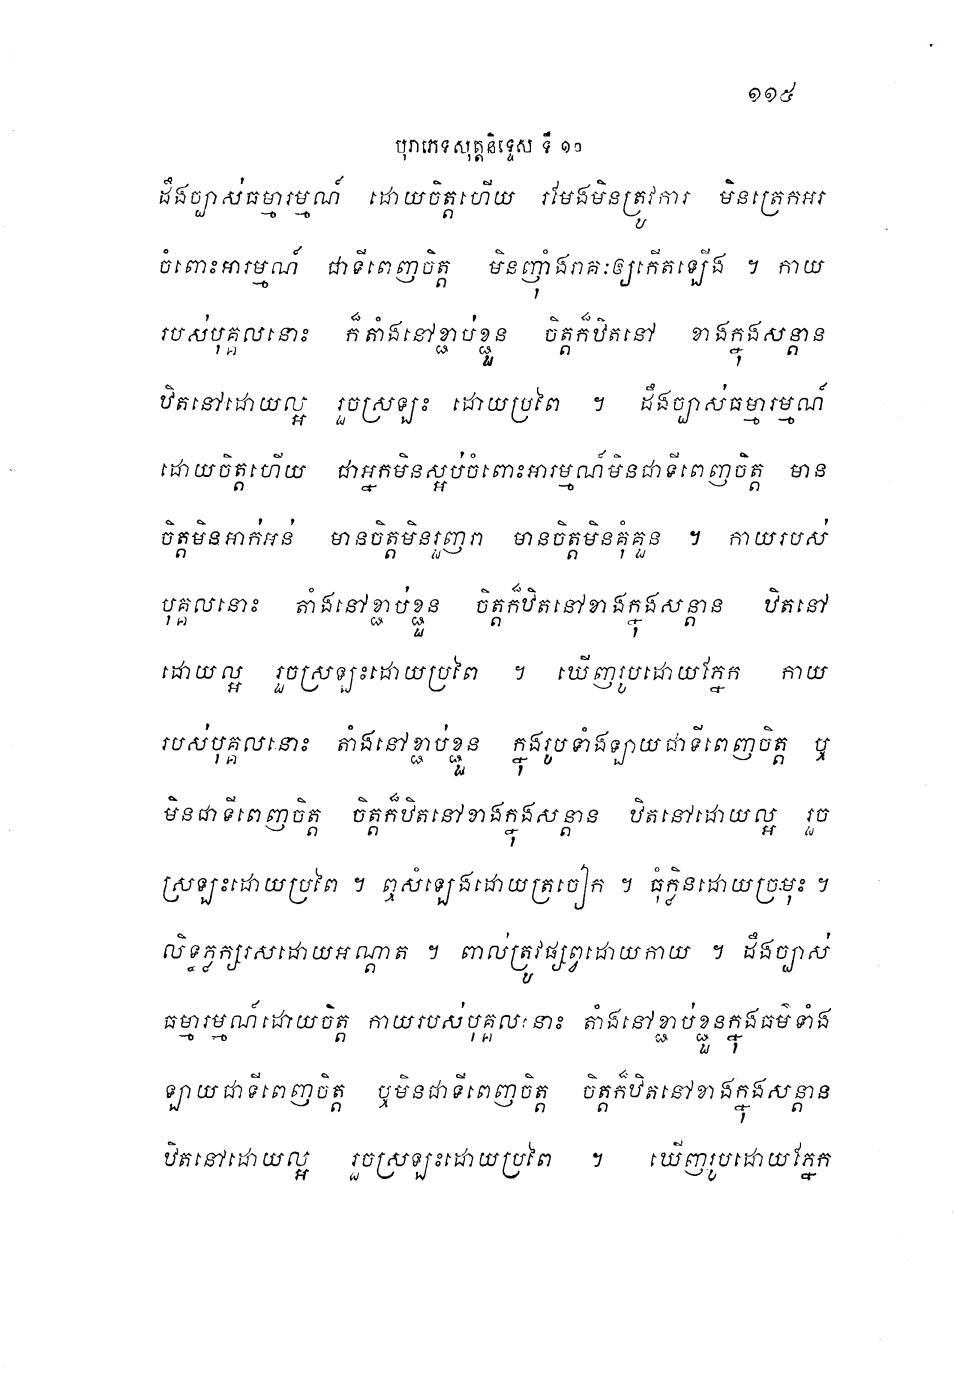 ១១៥
បុរាភេទសុត្តនិទ្ទេស ទី ១០
ដឹងច្បាស់ធម្មារម្មណ៍ ដោយចិត្តហើយ រមែងមិនត្រូវការ មិនត្រេកអរ
ចំពោះអារម្មណ៍ ជាទីពេញចិត្ត មិនញ៉ាំងរាគៈឲ្យកើតឡើង ។ កាយ
របស់បុគ្គលនោះ ក៏តាំងនៅខ្ជាប់ខ្ជួន ចិត្តក៏ឋិតនៅ ខាងក្នុងសន្តាន
ឋិតនៅដោយល្អ រួចស្រឡះ ដោយប្រពៃ ។ ដឹងច្បាស់ធម្មារម្មណ៍
ដោយចិត្តហើយ ជាអ្នកមិនស្អប់ចំពោះអារម្មណ៍មិនជាទីពេញចិត្ត មាន
ចិត្តមិនអាក់អន់ មានចិត្តមិនរួញរា មានចិត្តមិនគុំគួន ។ កាយរបស់
បុគ្គលនោះ តាំងនៅខ្ជាប់ខ្ជួន ចិត្តក៏ឋិតនៅខាងក្នុងសន្តាន ឋិតនៅ
ដោយល្អ រួចស្រឡះដោយប្រពៃ ។ ឃើញរូបដោយភ្នែក កាយ
របស់បុគ្គលនោះ តាំងនៅខ្ជាប់ខ្ជួន ក្នុងរូបទាំងឡាយជាទីពេញចិត្ត ឬ
មិនជាទីពេញចិត្ត ចិត្តក៏ឋិតនៅខាងក្នុងសន្តាន ឋិតនៅដោយល្អ រួច
ស្រឡះដោយប្រពៃ ។ ឮសំឡេងដោយត្រចៀក ។ ធុំក្លិនដោយច្រមុះ ។
លិទ្ធភ្លក្សរសដោយអណ្តាត ។ ពាល់ត្រូវផ្សព្វដោយកាយ ។ ដឹងច្បាស់
ធម្មារម្មណ៍ដោយចិត្ត កាយរបស់បុគ្គលនោះ តាំងនៅខ្ជាប់ខ្ជួនក្នុងធម៌ទាំង
ឡាយជាទីពេញចិត្ត ឬមិនជាទីពេញចិត្ត ចិត្តក៏ឋិតនៅខាងក្នុងសន្តាន
ឋិតនៅដោយល្អ រួចស្រឡះដោយប្រពៃ ។ ឃើញរូបដោយភ្នែក